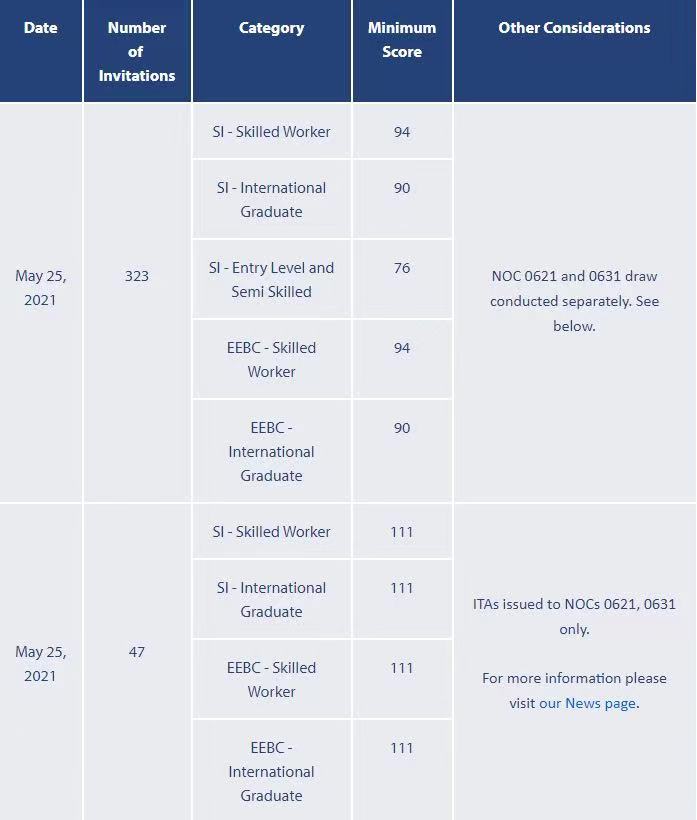 Date
Number
of
Invitations
Category
Minimum
Score
Other Considerations
May 25,
2021
323
SI - Skilled Worker
94
SI - International
Graduate
90
SI - Entry Level and
Semi Skilled
76
EEBC - Skilled
Worker
94
EEBC -
International
Graduate
90
NOC 0621 and 0631 draw
conducted separately. See
below.
May 25,
2021
47
SI - Skilled Worker
111
SI - International
Graduate
111
EEBC - Skilled
Worker
111
EEBC -
International
Graduate
111
ITAs issued to NOCs 0621, 0631
only.
For more information please
visit our News page.